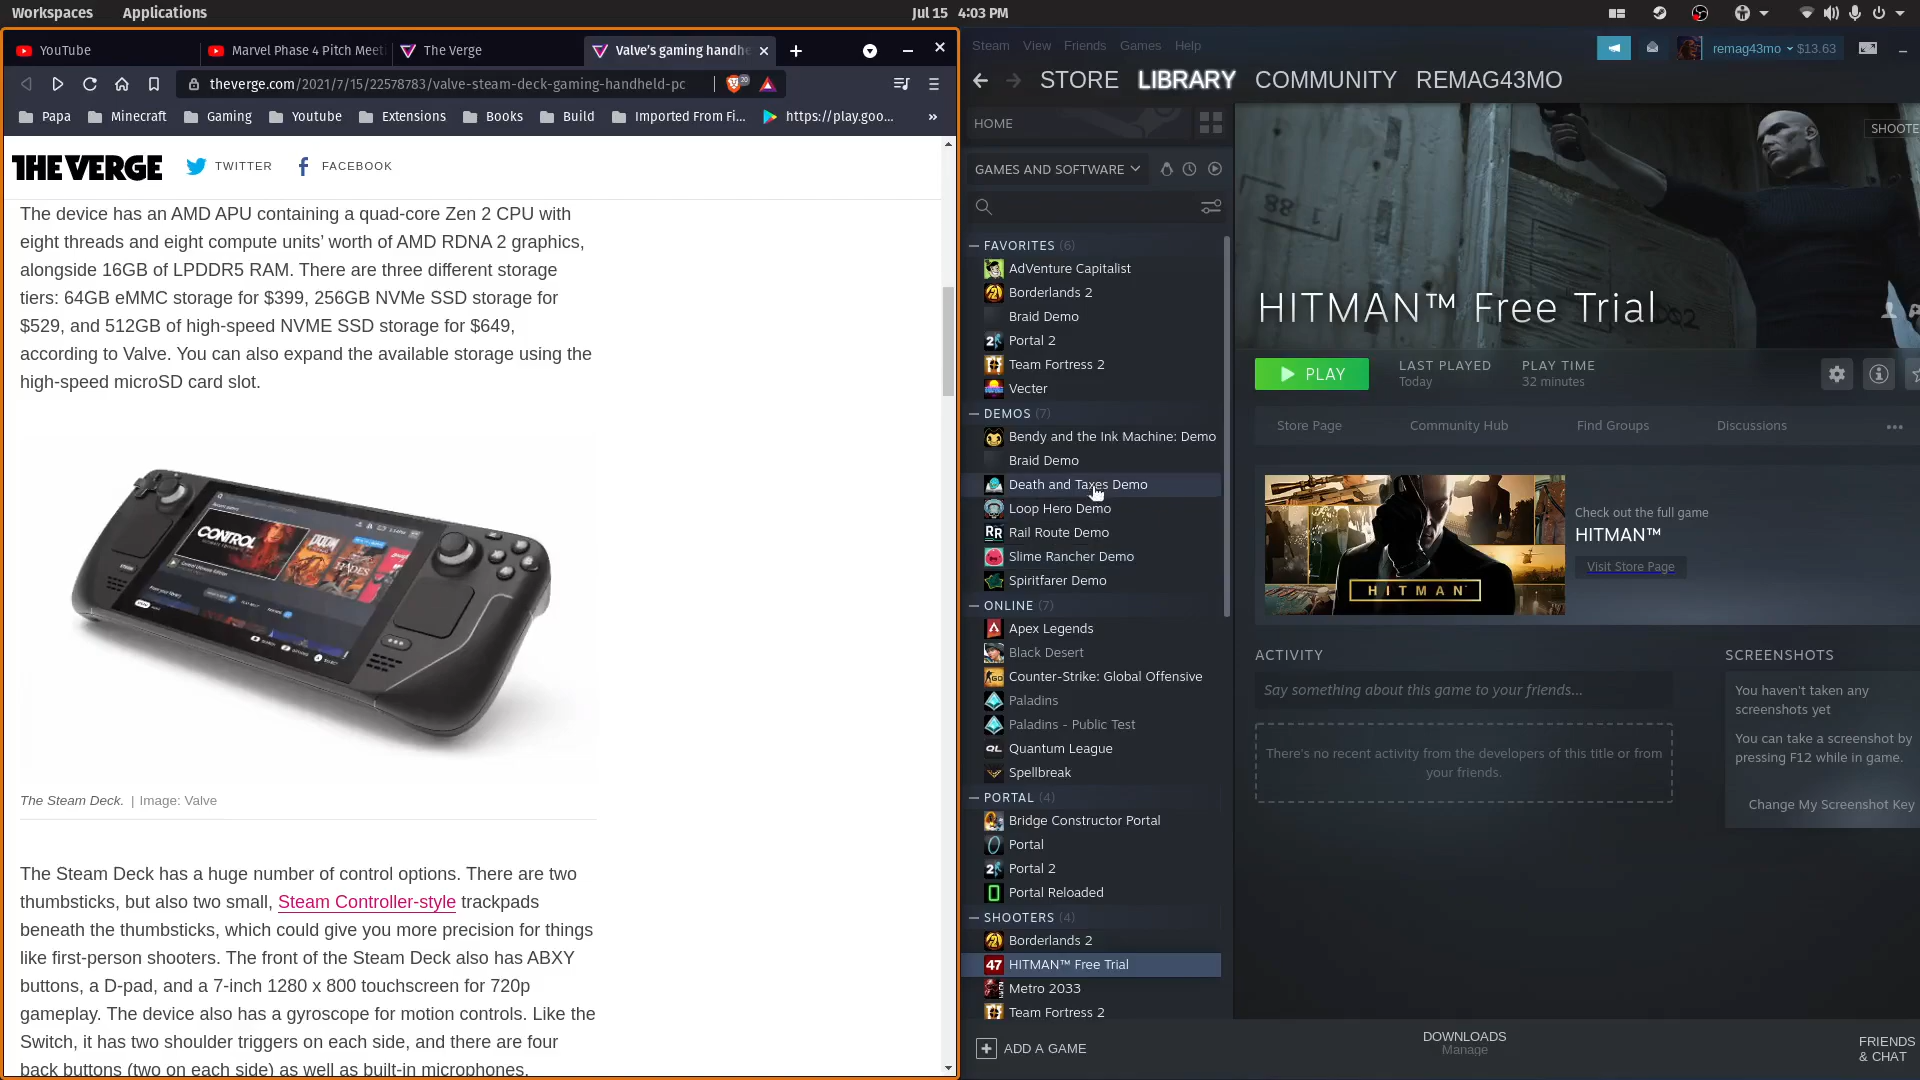 Workspaces Applications Jul 15 4:03 PM
YouTube Marvel Phase 4 Pitch Meeti The Verge Valve's gaming handhe
theverge.com/2021/7/15/22578783/valve-steam-deck-gaming-handheld-pc 20
Papa Minecraft Gaming Youtube Extensions Books Build Imported From Fi... https://play.goo... »
THE VERGE TWITTER FACEBOOK
The device has an AMD APU containing a quad-core Zen 2 CPU with
eight threads and eight compute units' worth of AMD RDNA 2 graphics,
alongside 16GB of LPDDR5 RAM. There are three different storage
tiers: 64GB eMMC storage for $399, 256GB NVMe SSD storage for
$529, and 512GB of high-speed NVME SSD storage for $649,
according to Valve. You can also expand the available storage using the
high-speed microSD card slot.
CONTROL
DOOM
HADES
The Steam Deck. | Image: Valve
The Steam Deck has a huge number of control options. There are two
thumbsticks, but also two small, Steam Controller-style trackpads
beneath the thumbsticks, which could give you more precision for things
like first-person shooters. The front of the Steam Deck also has ABXY
buttons, a D-pad, and a 7-inch 1280 x 800 touchscreen for 720p
gameplay. The device also has a gyroscope for motion controls. Like the
Switch, it has two shoulder triggers on each side, and there are four
back buttons (two on each side) as well as built-in microphones.
Steam View Friends Games Help
remag43mo $13.63
STORE LIBRARY COMMUNITY REMAG43MO
HOME
GAMES AND SOFTWARE
FAVORITES (6)
AdVenture Capitalist
Borderlands 2
Braid Demo
Portal 2
Team Fortress 2
Vecter
DEMOS (7)
Bendy and the Ink Machine: Demo
Braid Demo
Death and Taxes Demo
Loop Hero Demo
RR Rail Route Demo
Slime Rancher Demo
Spiritfarer Demo
ONLINE (7)
Apex Legends
Black Desert
Counter-Strike: Global Offensive
Paladins
Paladins - Public Test
QL Quantum League
Spellbreak
PORTAL (4)
Bridge Constructor Portal
Portal
Portal 2
Portal Reloaded
SHOOTERS (4)
Borderlands 2
47 HITMAN™ Free Trial
Metro 2033
Team Fortress 2
ADD A GAME
SHOOTE
HITMAN™ Free Trial
PLAY
LAST PLAYED
Today
PLAY TIME
32 minutes
Store Page Community Hub Find Groups Discussions
HITMAN
Check out the full game
HITMAN™
Visit Store Page
ACTIVITY
Say something about this game to your friends...
There's no recent activity from the developers of this title or from
your friends.
SCREENSHOTS
You haven't taken any
screenshots yet
You can take a screenshot by
pressing F12 while in game.
Change My Screenshot Key
DOWNLOADS
Manage
FRIENDS
& CHAT